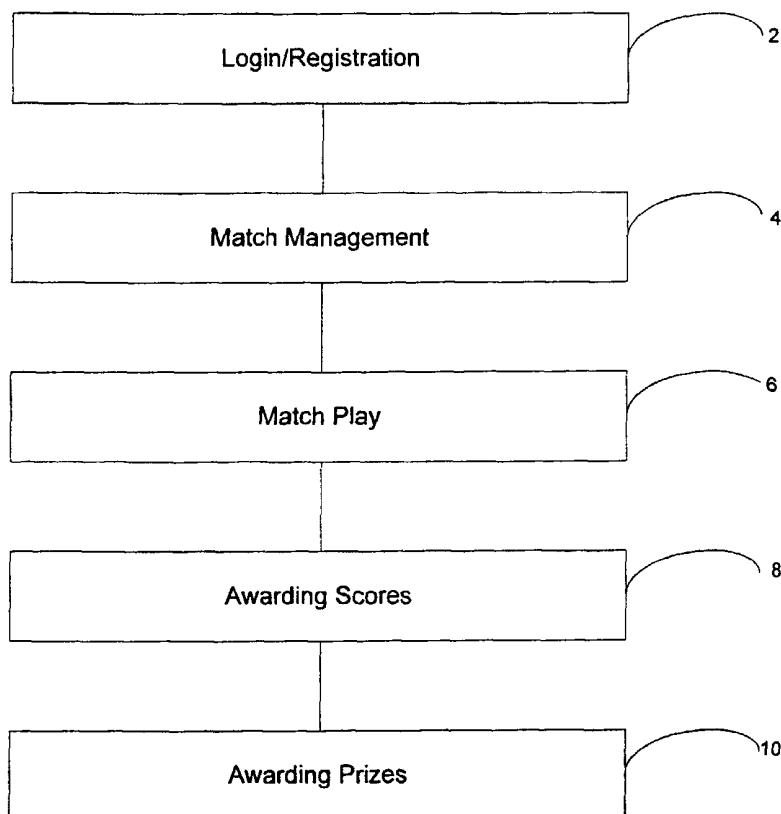 Login/Registration
2
Match Management
4
Match Play
6
Awarding Scores
8
Awarding Prizes
10